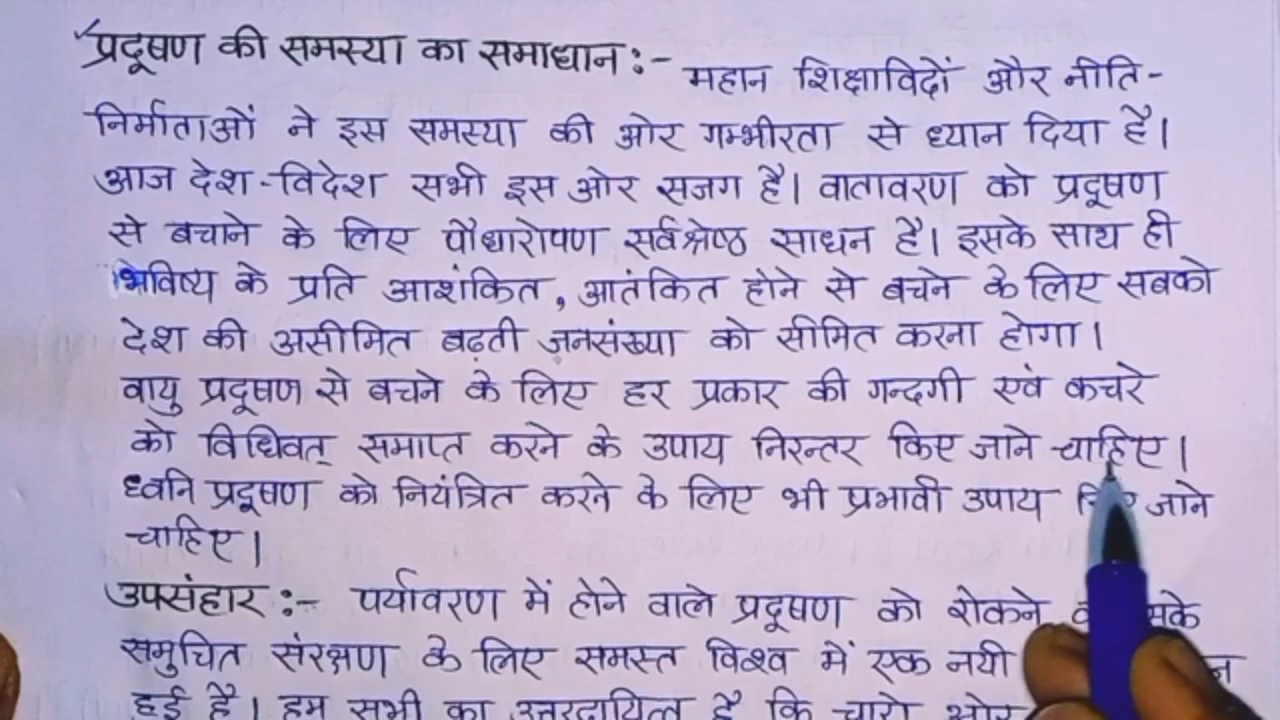 प्रदूषण की समस्या का समाधान:- महान शिक्षाविदों और नीति-
निर्माताओं ने इस समस्या की ओर गम्भीरता से ध्यान दिया है।
आज देश-विदेश सभी इस ओर सजग है। वातावरण को प्रदूषण
से बचाने के लिए पौधारोपण सर्वश्रेष्ठ साधन है। इसके साथ ही
भविष्य के प्रति आशंकित, आतंकित होने से बचने के लिए सबको
देश की असीमित बढ़ती जनसंख्या को सीमित करना होगा।
वायु प्रदूषण से बचने के लिए हर प्रकार की गन्दगी एवं कचरे
को विधिवत् समाप्त करने के उपाय निरन्तर किए जाने चाहिए।
ध्वनि प्रदूषण को नियंत्रित करने के लिए भी प्रभावी उपाय जाने
चाहिए।
उपसंहार:- पर्यावरण में होने वाले प्रदूषण को रोकने
समुचित संरक्षण के लिए समस्त विश्व में एक नयी
हुई है। हम सभी का उत्तरदायित्व है कि चारो ओर